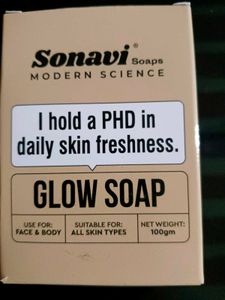 Sonavi® Soaps
MODERN SCIENCE
I hold a PHD in
daily skin freshness.
GLOW SOAP
USE FOR: SUITABLE FOR: NET WEIGHT:
FACE & BODY ALL SKIN TYPES 100gm